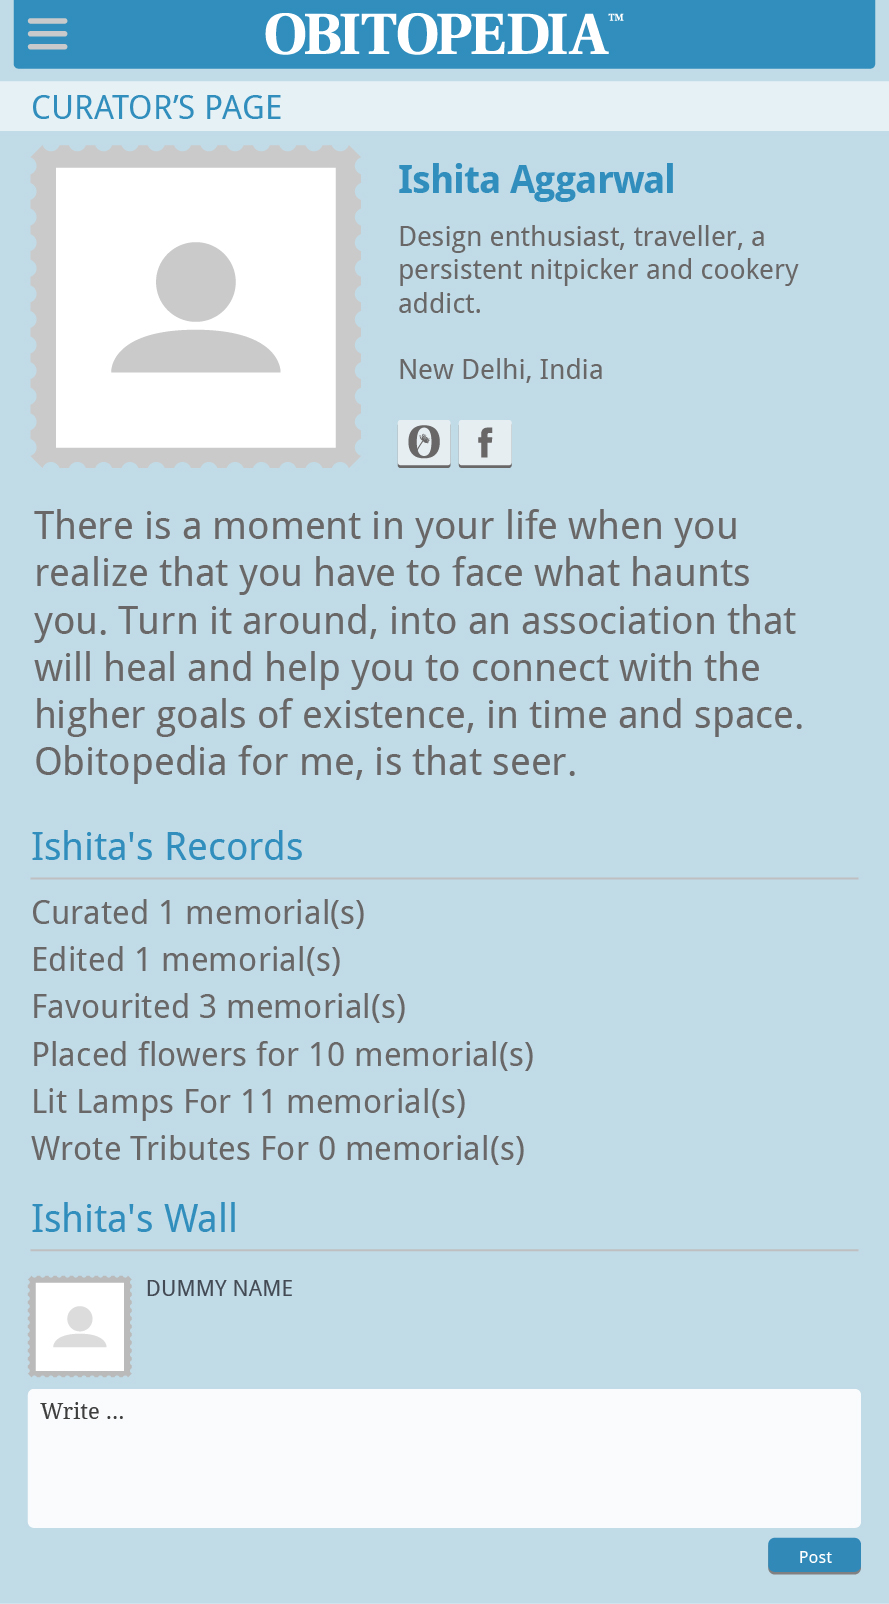 OBITOPEDIA™
CURATOR’S PAGE
Ishita Aggarwal
Design enthusiast, traveller, a
persistent nitpicker and cookery
addict.
New Delhi, India
O f
There is a moment in your life when you
realize that you have to face what haunts
you. Turn it around, into an association that
will heal and help you to connect with the
higher goals of existence, in time and space.
Obitopedia for me, is that seer.
Ishita's Records
Curated 1 memorial(s)
Edited 1 memorial(s)
Favourited 3 memorial(s)
Placed flowers for 10 memorial(s)
Lit Lamps For 11 memorial(s)
Wrote Tributes For 0 memorial(s)
Ishita's Wall
DUMMY NAME
Write ...
Post